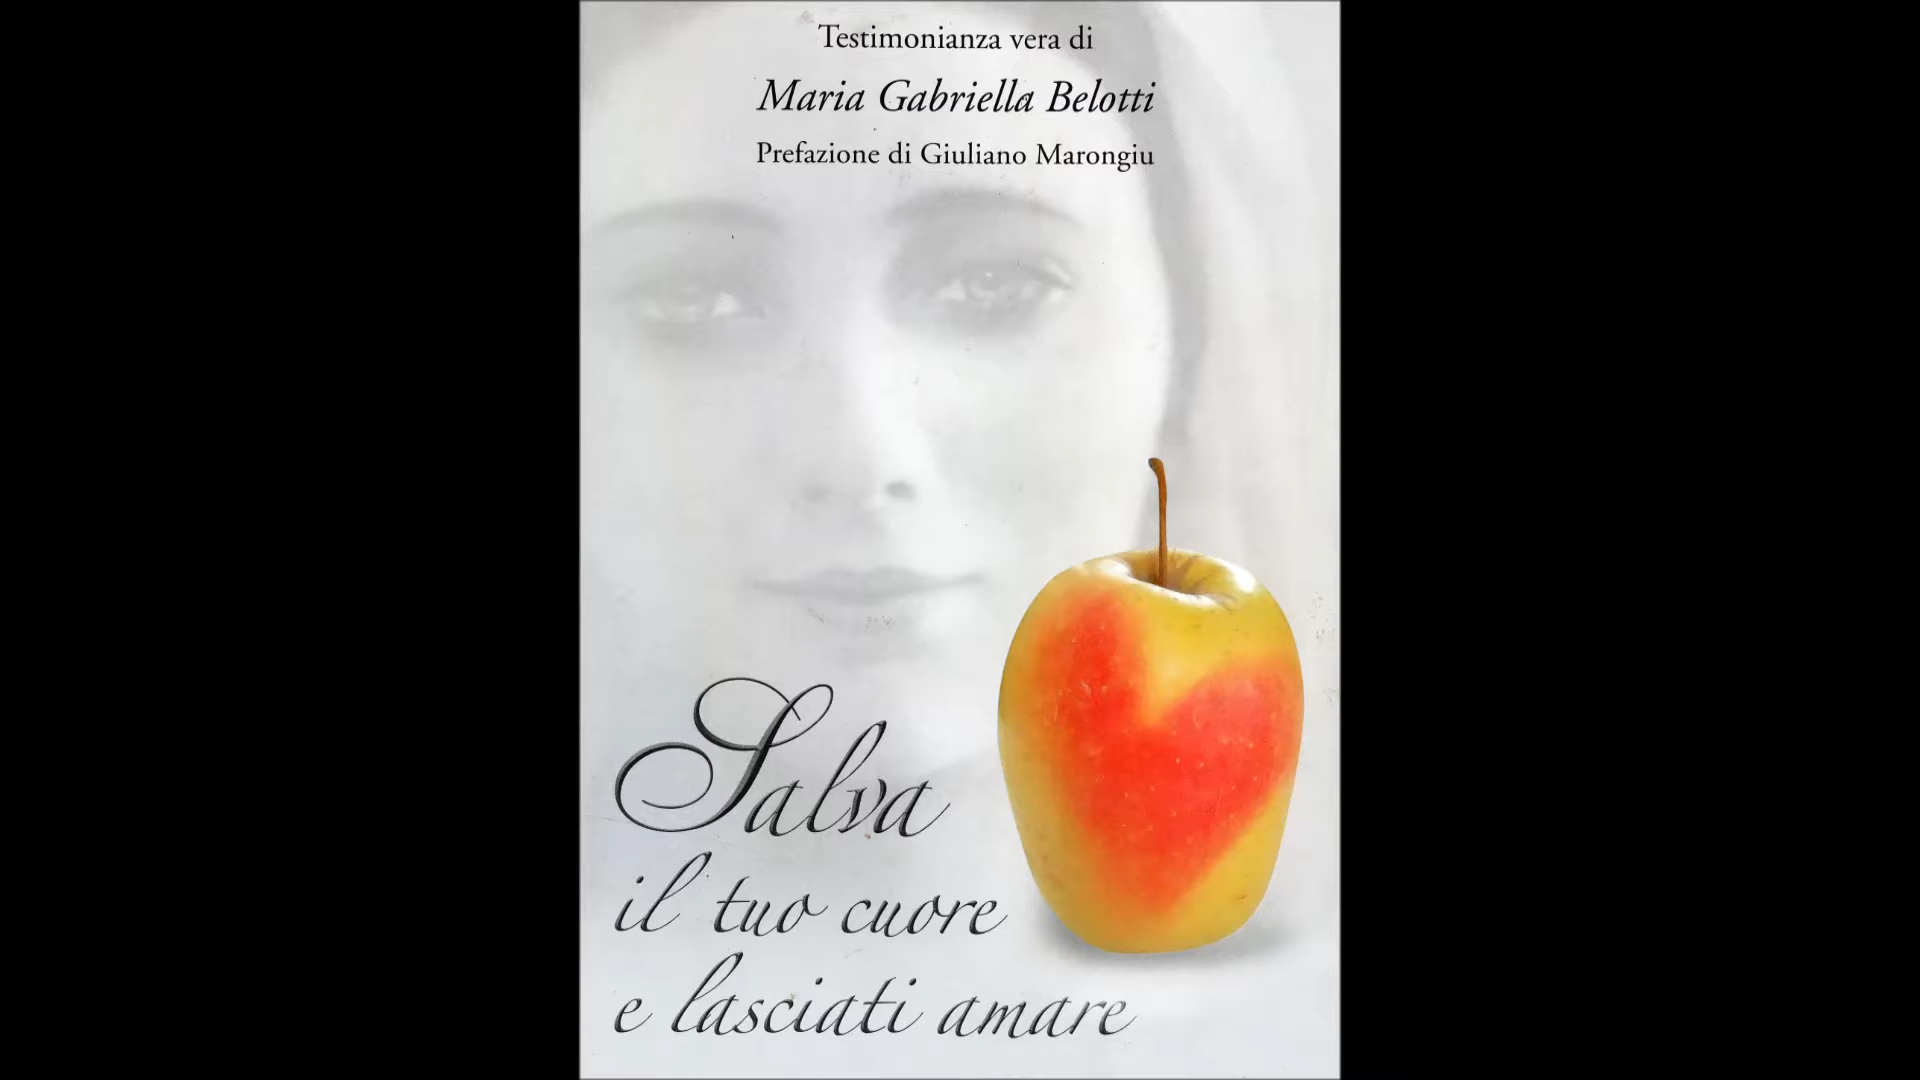 Testimonianza vera di
Maria Gabriella Belotti
Prefazione di Giuliano Marongiu
Salva
il tuo cuore
e lasciati amare